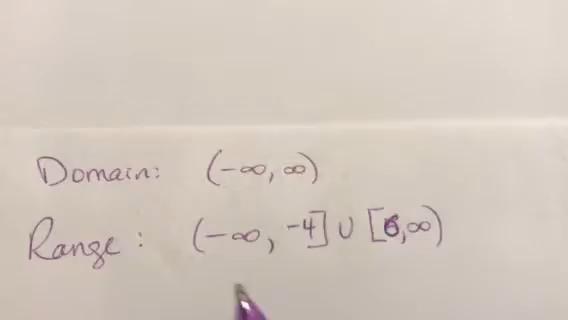 Domain: (-∞, ∞)
Range: (-∞, -4] ∪ [6, ∞)